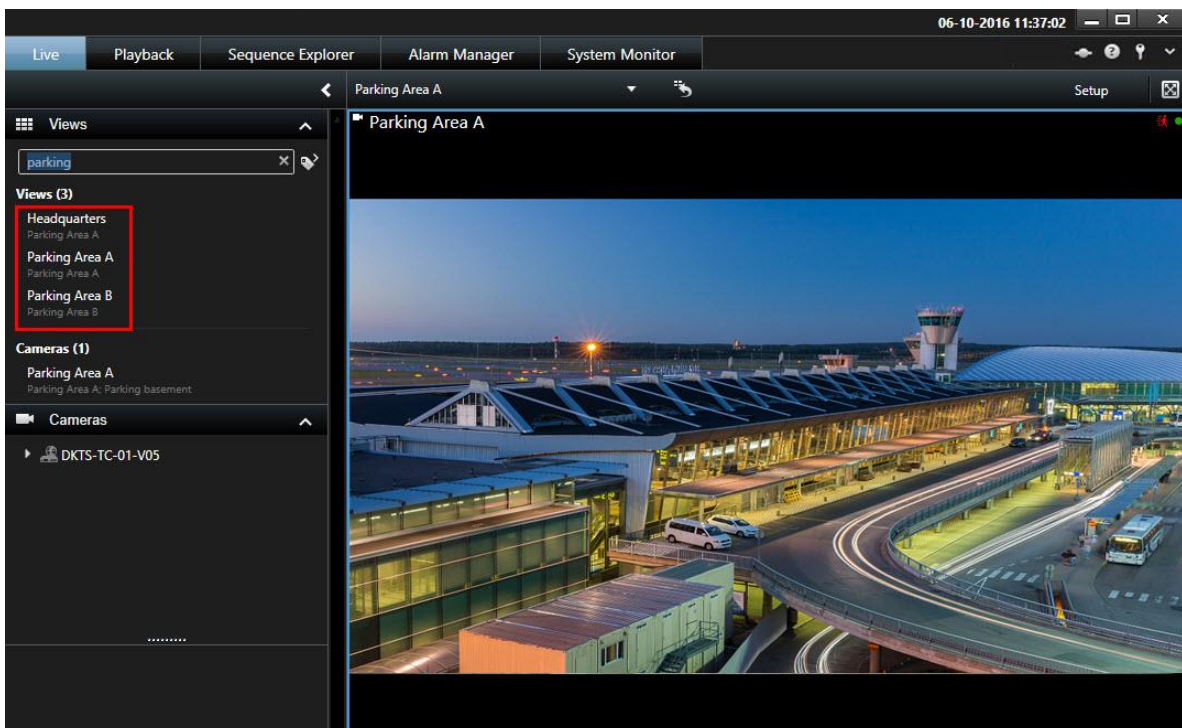 06-10-2016 11:37:02
Live Playback Sequence Explorer Alarm Manager System Monitor
Parking Area A Setup
Views
parking
Views (3)
Headquarters
Parking Area A
Parking Area A
Parking Area A
Parking Area B
Parking Area B
Cameras (1)
Parking Area A
Parking Area A; Parking basement
Cameras
DKTS-TC-01-V05
Parking Area A